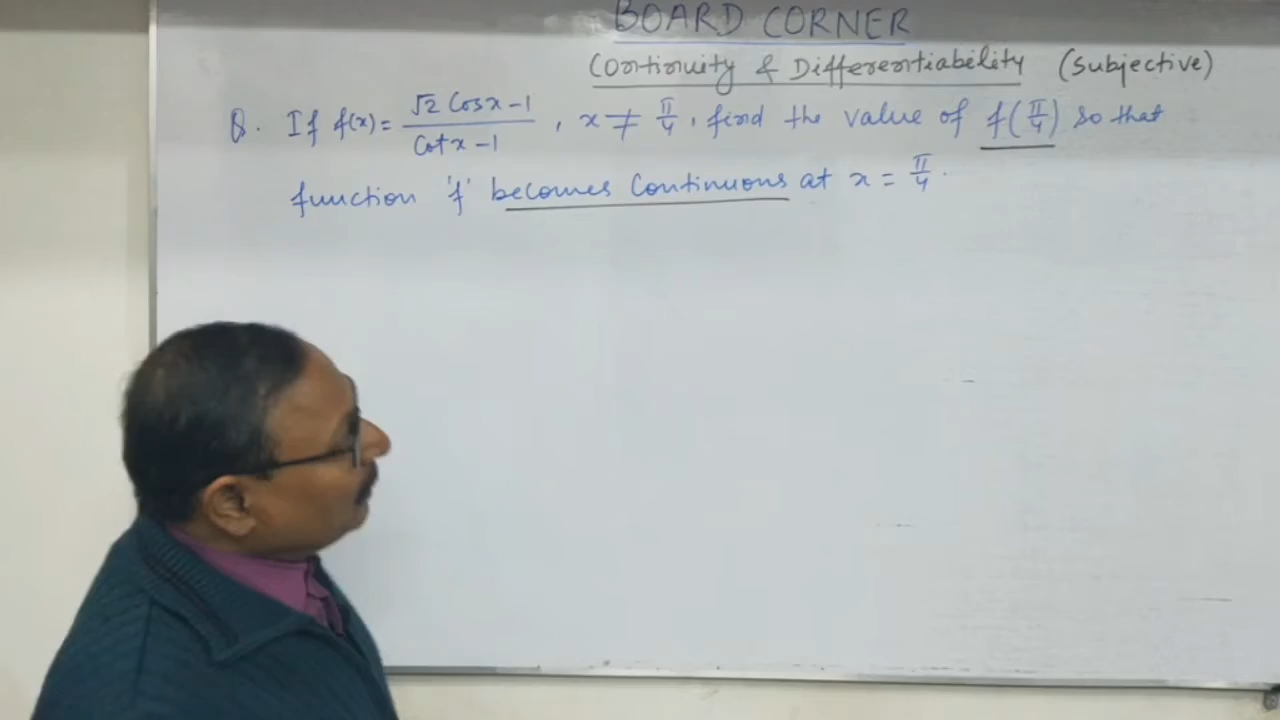 BOARD CORNER
Continuity & Differentiability (Subjective)
Q. If f(x) = √2 Cosx - 1 / Cotx - 1 , x ≠ π/4, find the value of f(π/4) so that
function 'f' becomes Continuous at x = π/4.